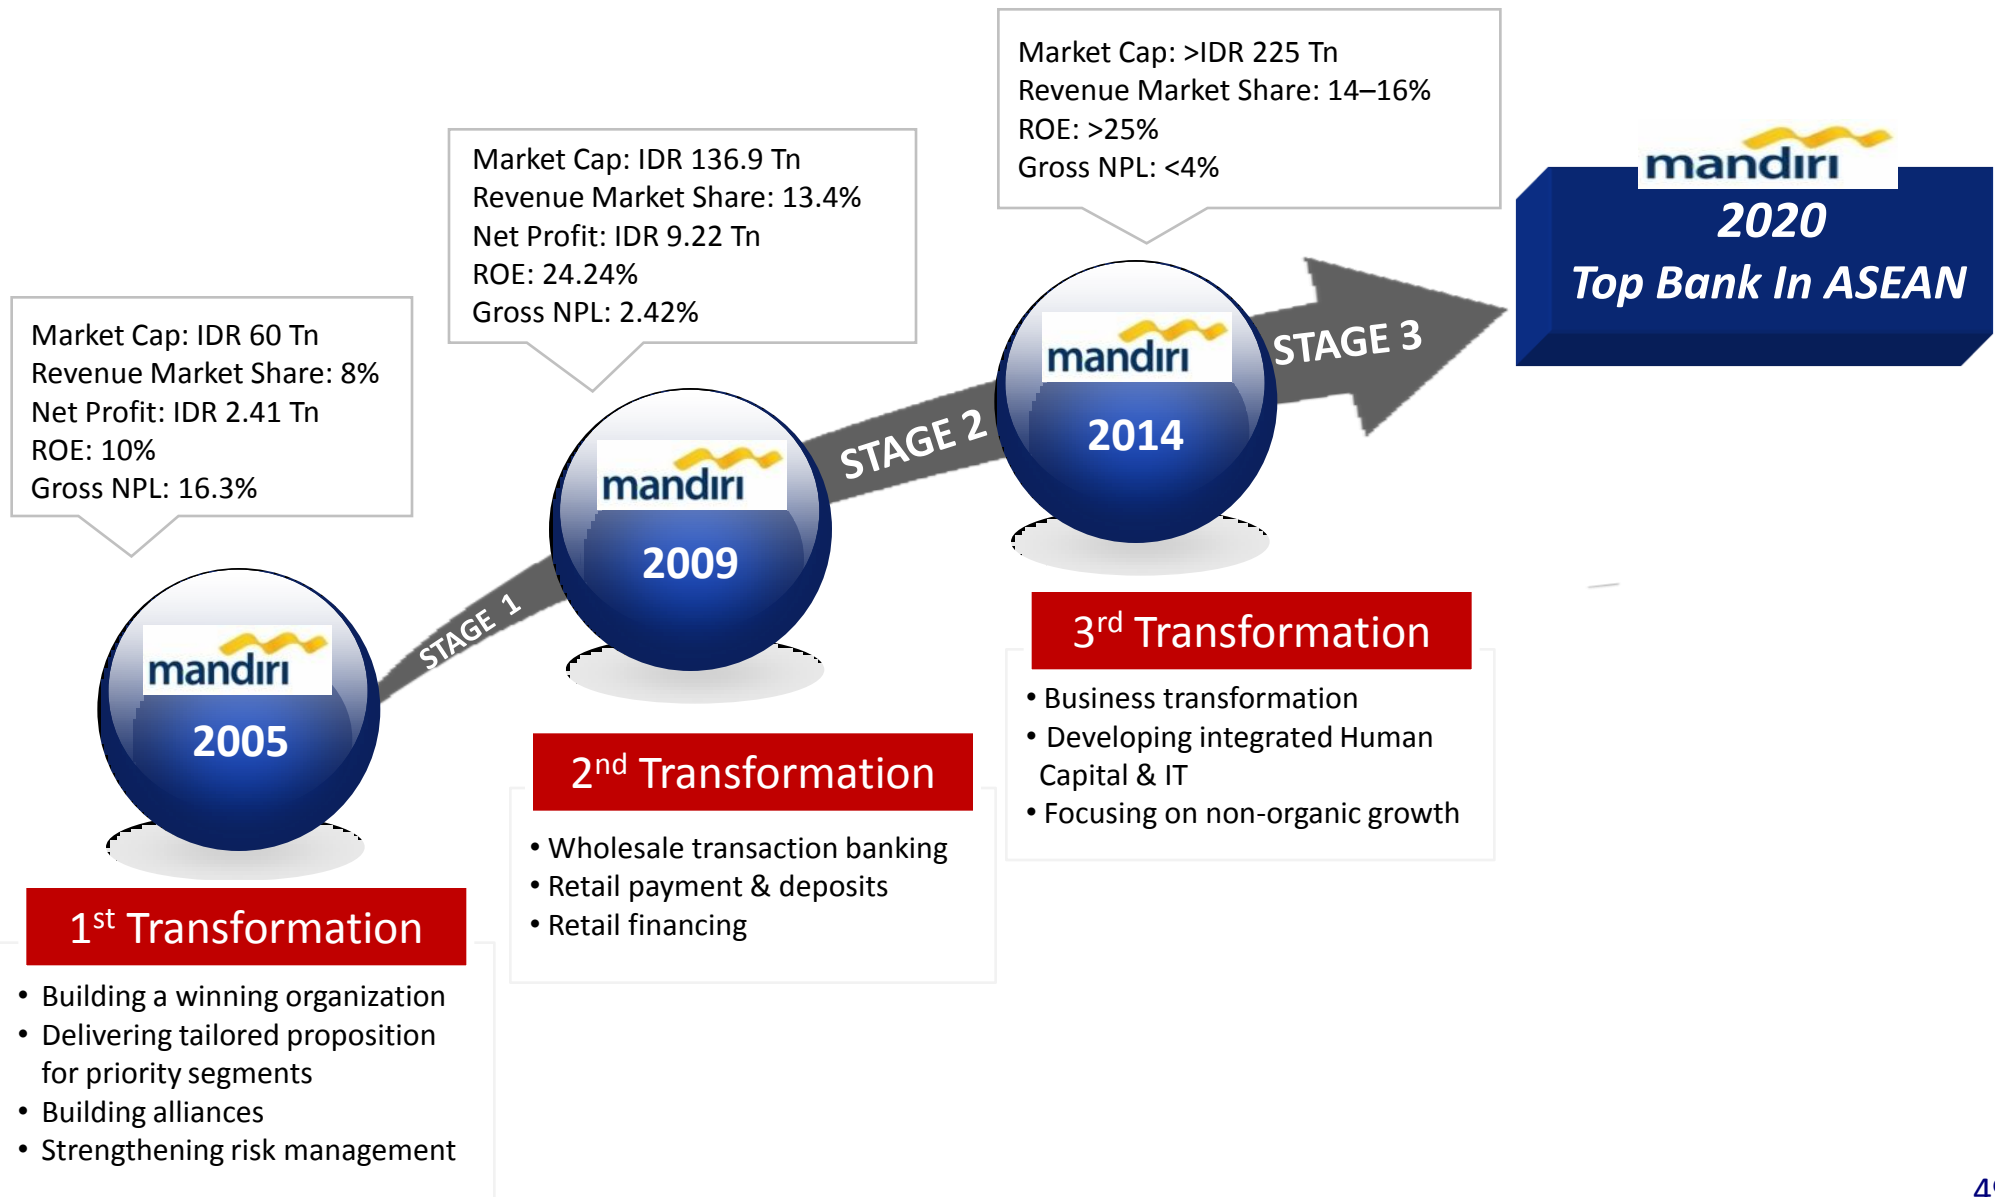 Market Cap: IDR 60 Tn
Revenue Market Share: 8%
Net Profit: IDR 2.41 Tn
ROE: 10%
Gross NPL: 16.3%
mandırı
2005
1st Transformation
• Building a winning organization
• Delivering tailored proposition
for priority segments
• Building alliances
• Strengthening risk management
STAGE 1
Market Cap: IDR 136.9 Tn
Revenue Market Share: 13.4%
Net Profit: IDR 9.22 Tn
ROE: 24.24%
Gross NPL: 2.42%
mandırı
2009
2nd Transformation
• Wholesale transaction banking
• Retail payment & deposits
• Retail financing
STAGE 2
Market Cap: >IDR 225 Tn
Revenue Market Share: 14–16%
ROE: >25%
Gross NPL: <4%
mandırı
2014
3rd Transformation
• Business transformation
• Developing integrated Human
Capital & IT
• Focusing on non-organic growth
STAGE 3
mandırı
2020
Top Bank In ASEAN